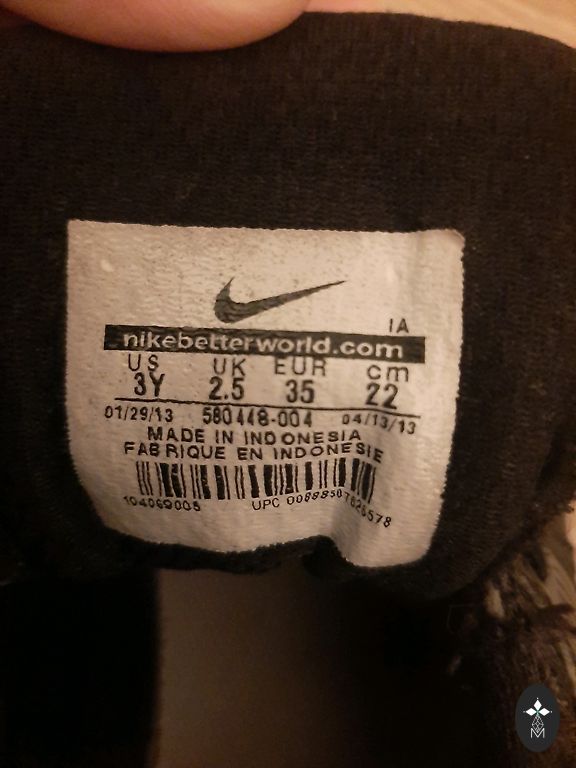 IA
nikebetterworld.com
US UK EUR cm
3Y 2.5 35 22
01/29/13 580448-004 04/13/13
MADE IN INDONESIA
FABRIQUE EN INDONESIE
104069005 UPC
M